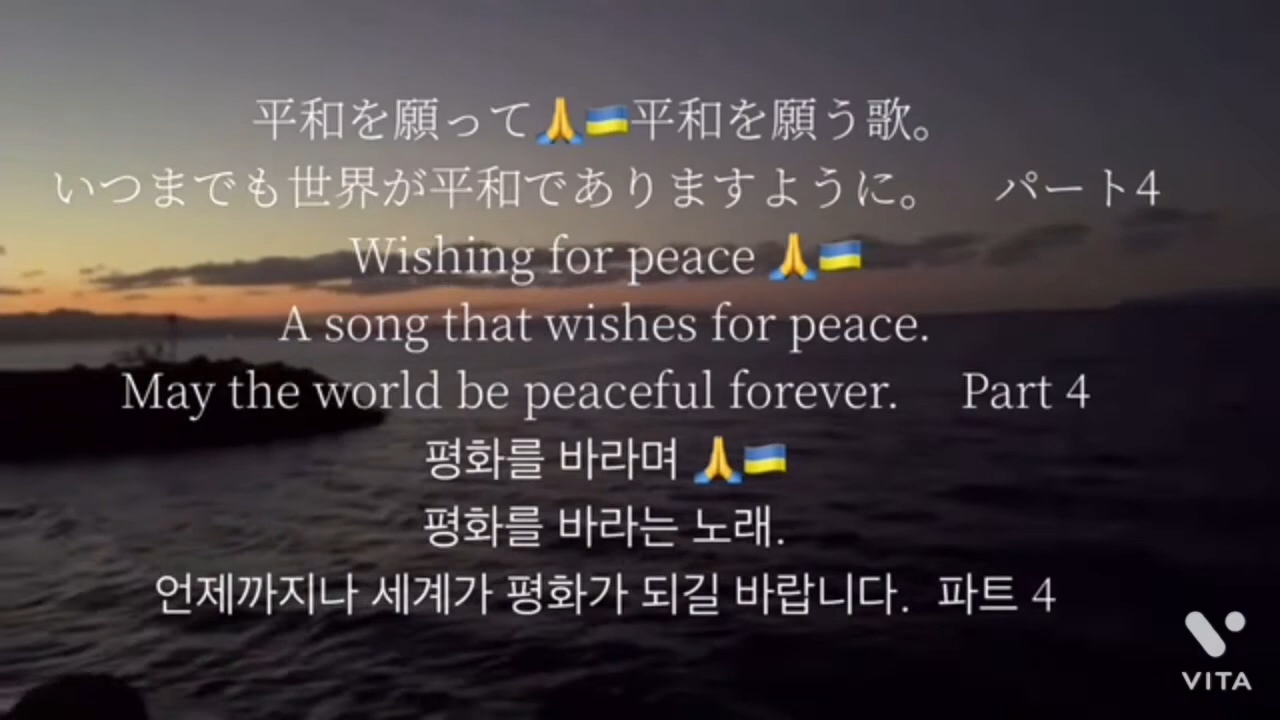 平和を願って🙏🇺🇦平和を願う歌。
いつまでも世界が平和でありますように。 パート4
Wishing for peace 🙏🇺🇦
A song that wishes for peace.
May the world be peaceful forever. Part 4
평화를 바라며 🙏🇺🇦
평화를 바라는 노래.
언제까지나 세계가 평화가 되길 바랍니다. 파트 4
VITA